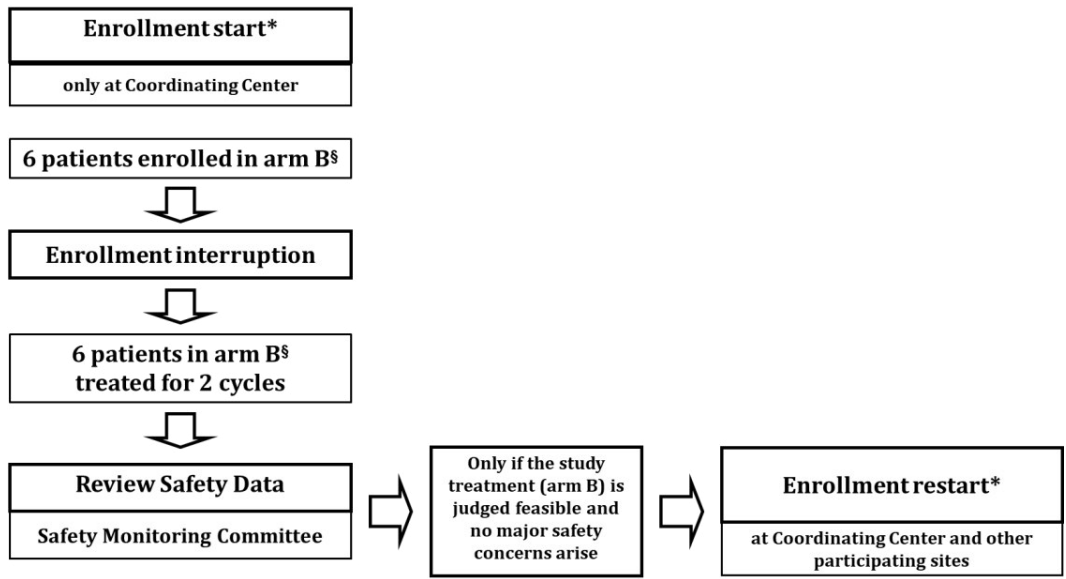 Enrollment start*
only at Coordinating Center
6 patients enrolled in arm B§
Enrollment interruption
6 patients in arm B§
treated for 2 cycles
Review Safety Data
Safety Monitoring Committee
Only if the study
treatment (arm B) is
judged feasible and
no major safety
concerns arise
Enrollment restart*
at Coordinating Center and other
participating sites